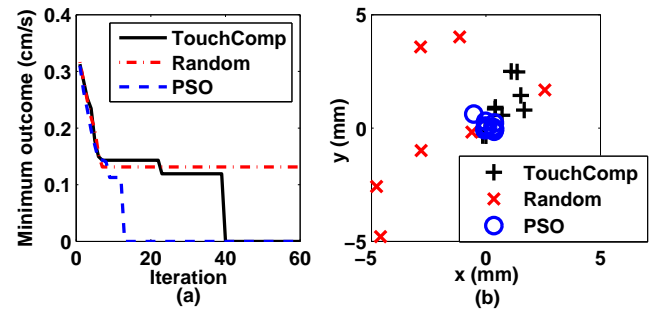 0.4
0.3
0.2
0.1
0
Minimum outcome (cm/s)
TouchComp
Random
PSO
0 20 40 60
Iteration
(a)
5
0
−5
y (mm)
TouchComp
Random
PSO
−5 0 5
x (mm)
(b)